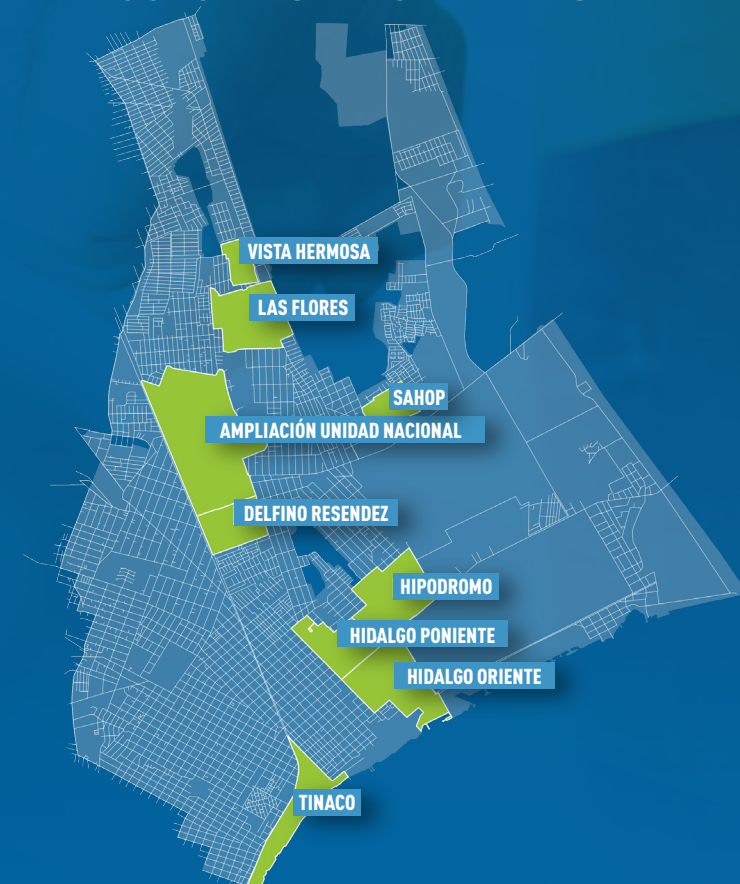 VISTA HERMOSA
LAS FLORES
SAHOP
AMPLIACIÓN UNIDAD NACIONAL
DELFINO RESENDEZ
HIPODROMO
HIDALGO PONIENTE
HIDALGO ORIENTE
TINACO